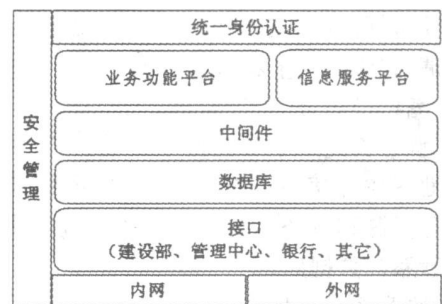 统一身份认证
业务功能平台
信息服务平台
安全管理
中间件
数据库
接口
（建设部、管理中心、银行、其它）
内网
外网